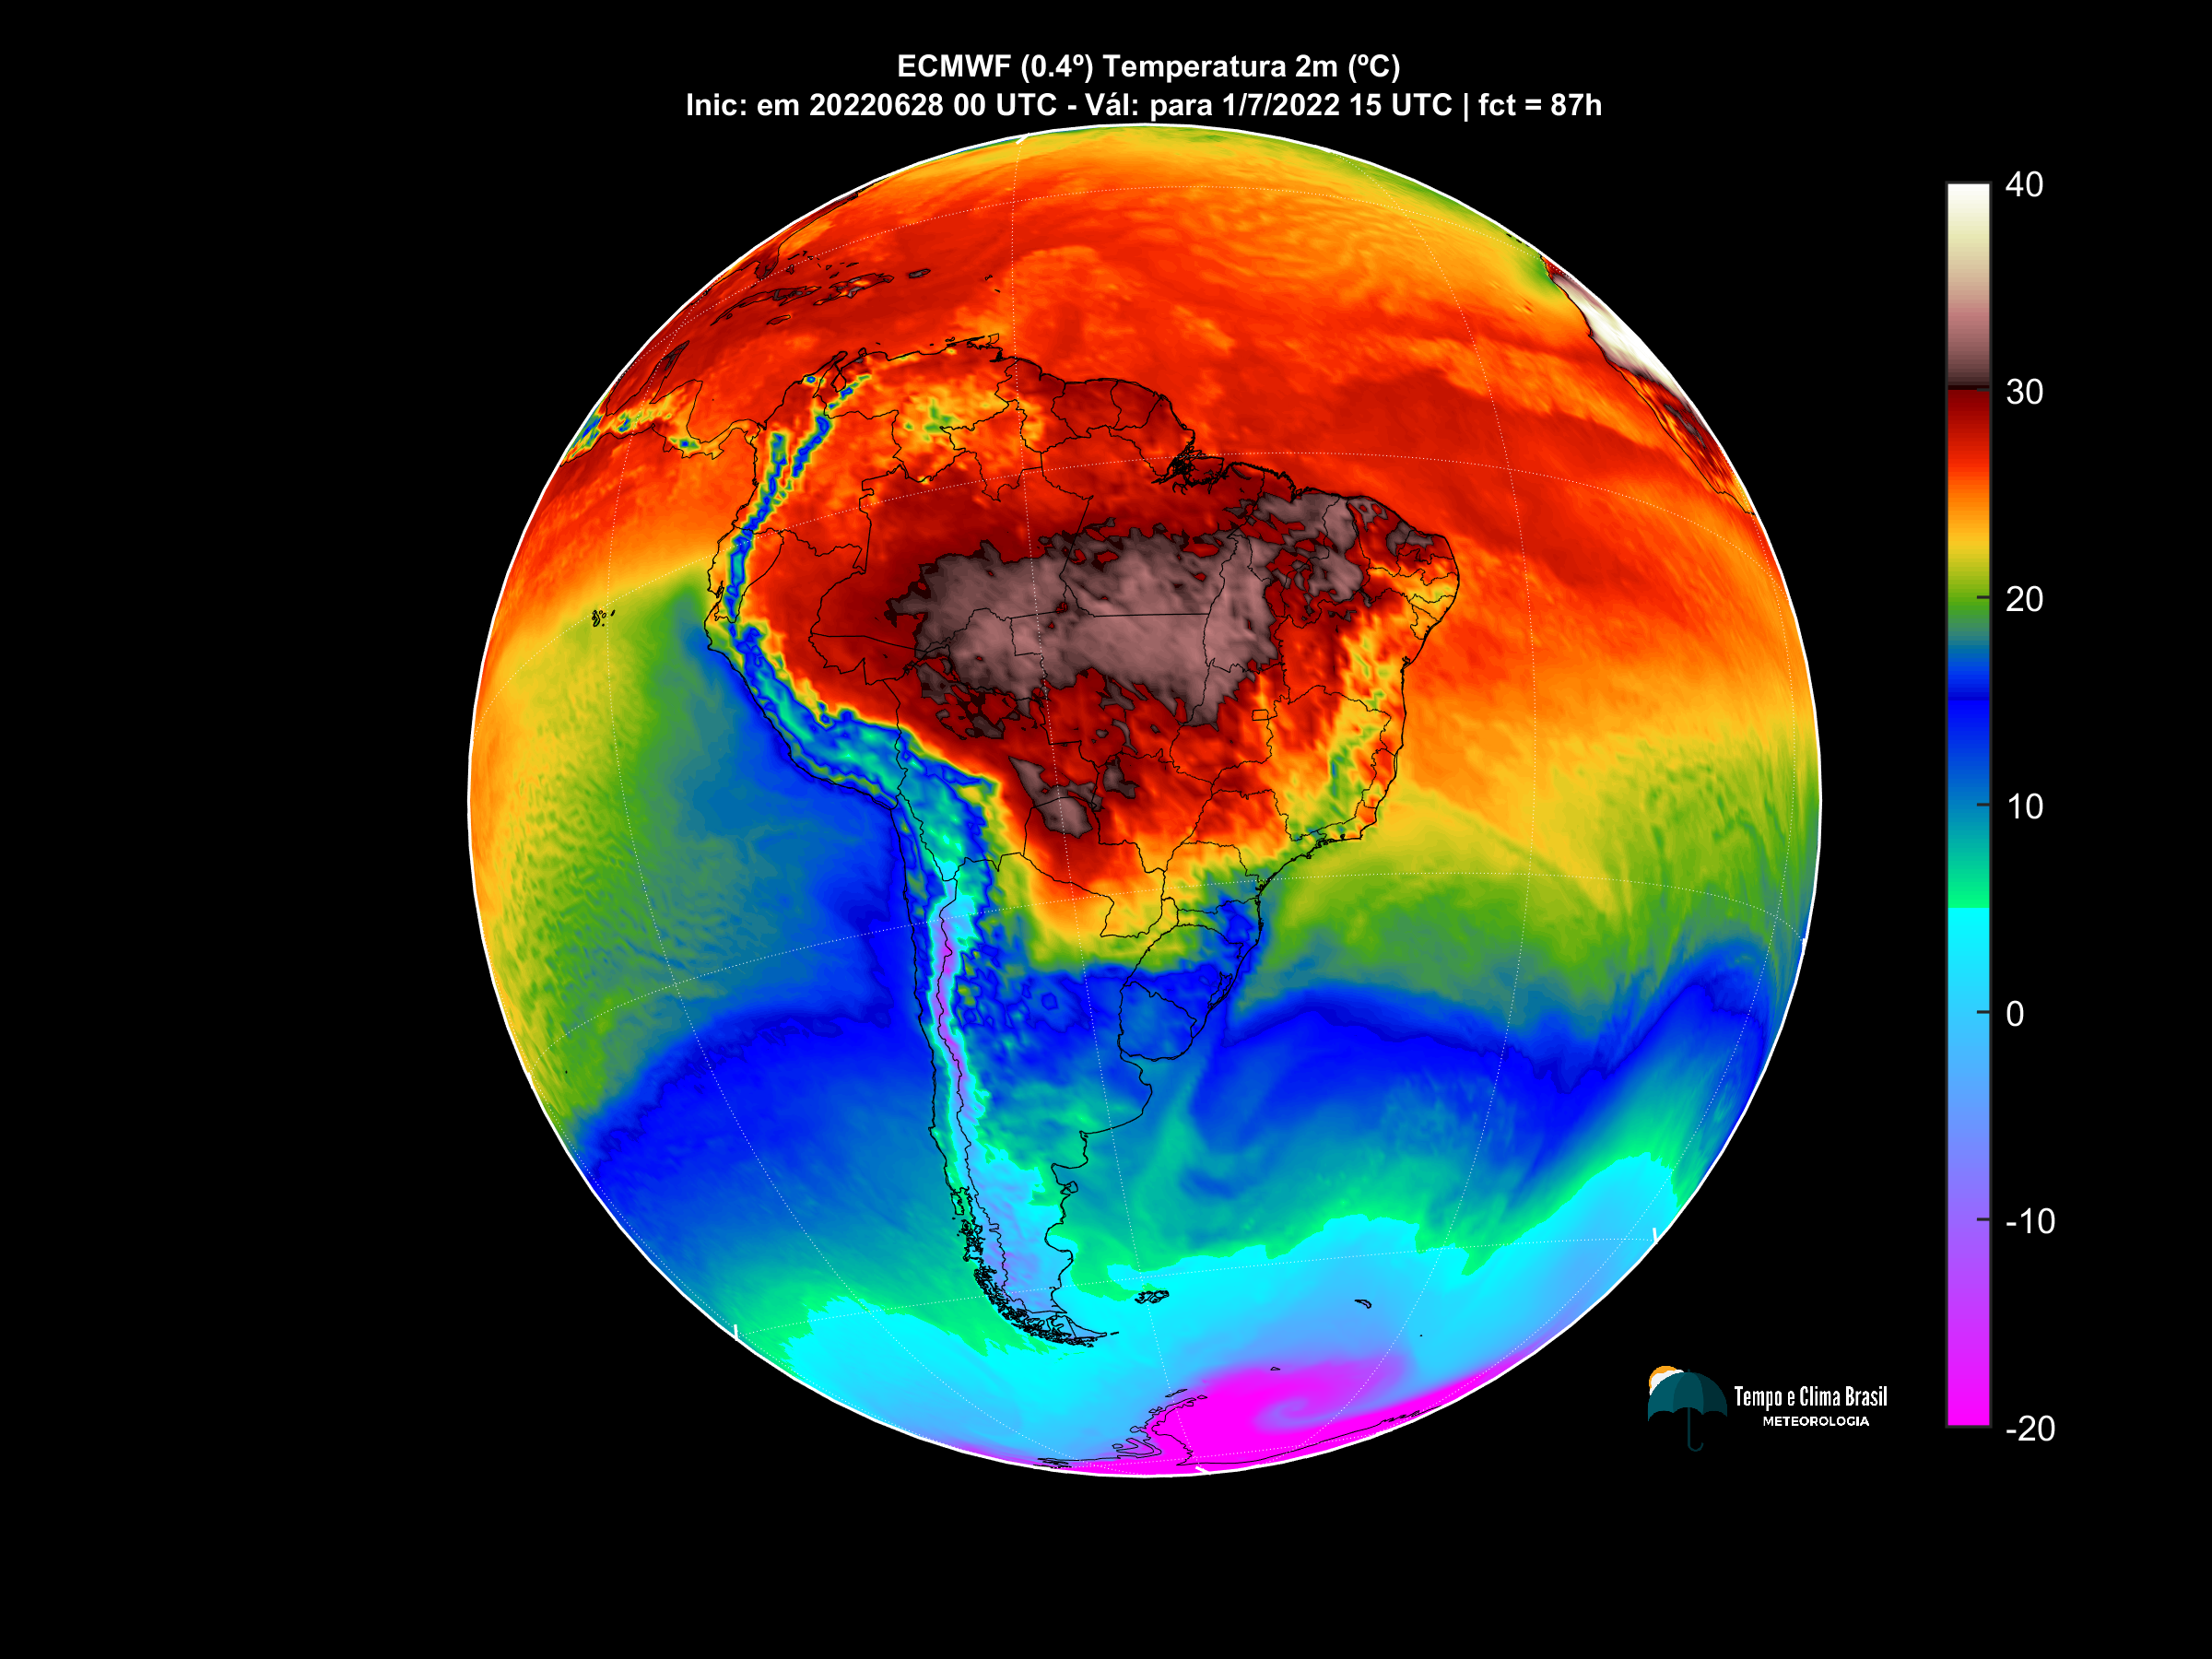 ECMWF (0.4º) Temperatura 2m (ºC)
Inic: em 20220628 00 UTC - Vál: para 1/7/2022 15 UTC | fct = 87h
40
30
20
10
0
-10
-20
Tempo e Clima Brasil
METEOROLOGIA